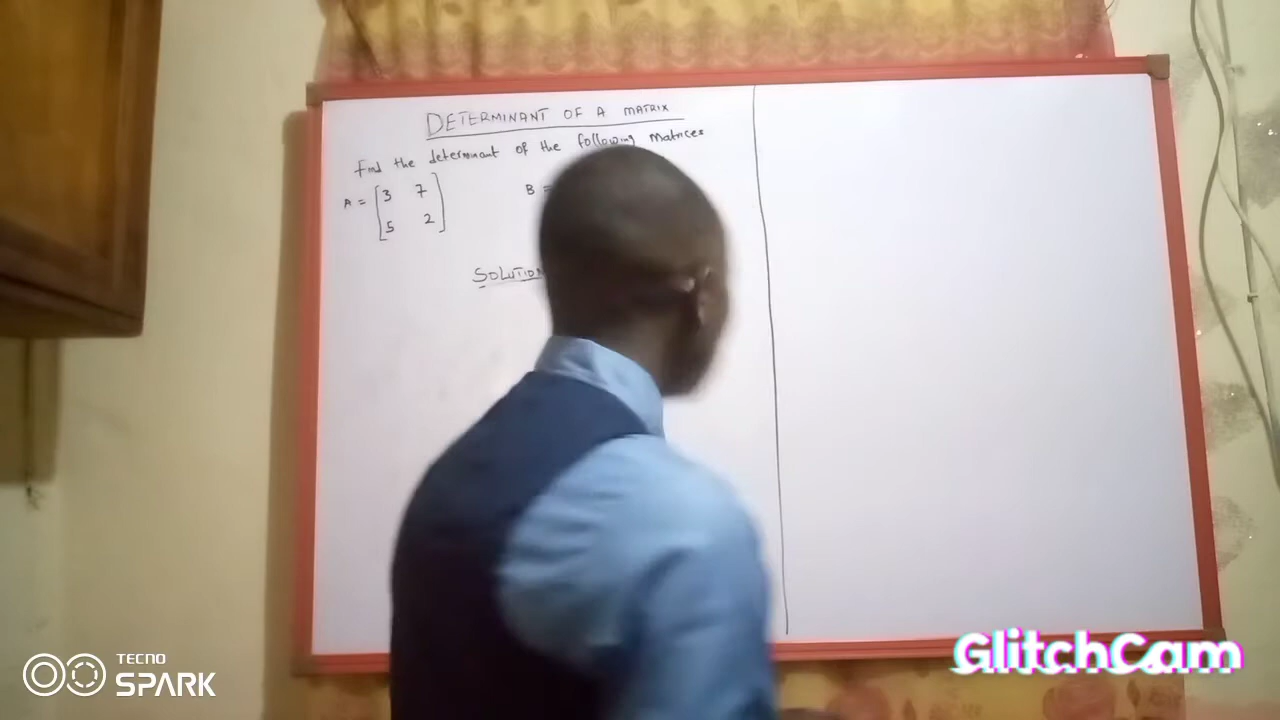 DETERMINANT OF A MATRIX
Find the determinant of the following Matrices
A = [3 7
5 2]
B =
SOLUTION
TECNO
SPARK
GlitchCam